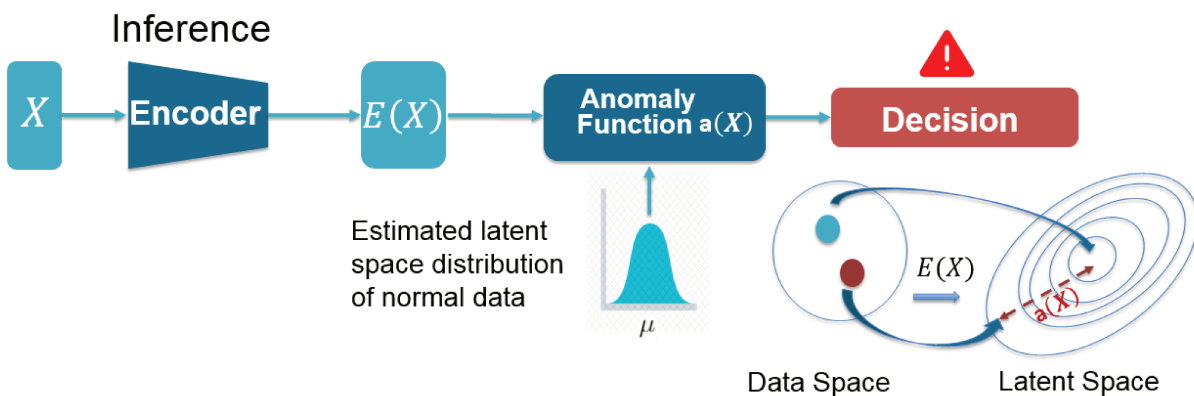 Inference
X
Encoder
E(X)
Anomaly
Function a(X)
Decision
Estimated latent
space distribution
of normal data
μ
E(X)
a(X)
Data Space
Latent Space